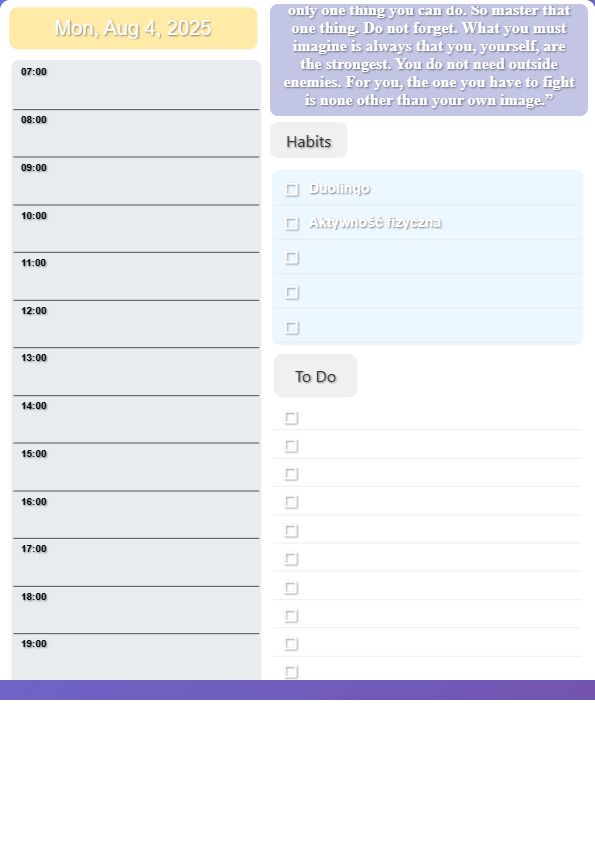 Mon, Aug 4, 2025
07:00
08:00
09:00
10:00
11:00
12:00
13:00
14:00
15:00
16:00
17:00
18:00
19:00
only one thing you can do. So master that
one thing. Do not forget. What you must
imagine is always that you, yourself, are
the strongest. You do not need outside
enemies. For you, the one you have to fight
is none other than your own image.”
Habits
Duolingo
Aktywność fizyczna
To Do